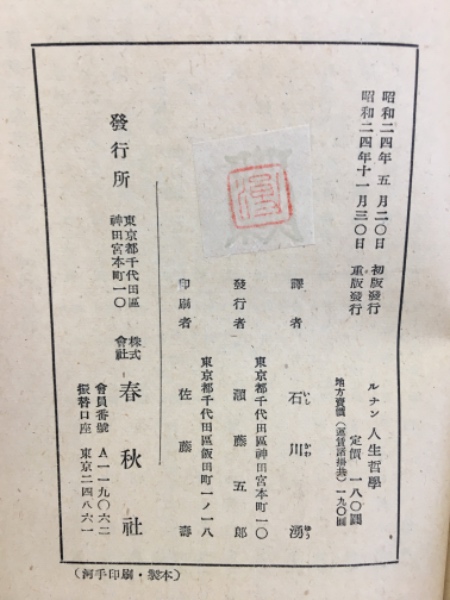 昭和二四年五月二〇日 初版發行
昭和二四年十一月三〇日 重版發行
ルナン 人生哲學
定價 一八〇圓
地方賣價(運賃諸掛共)一九〇圓
譯者 石川湧
いし かわ ゆう
東京都千代田區神田宮本町一〇
發行者 瀬藤五郎
東京都千代田區飯田町一ノ一八
印刷者 佐藤壽
發行所
東京都千代田區
神田宮本町一〇
株式
會社
春秋社
會員番號 A一一九〇六二
振替口座 東京二四八六一
(河手印刷・製本)